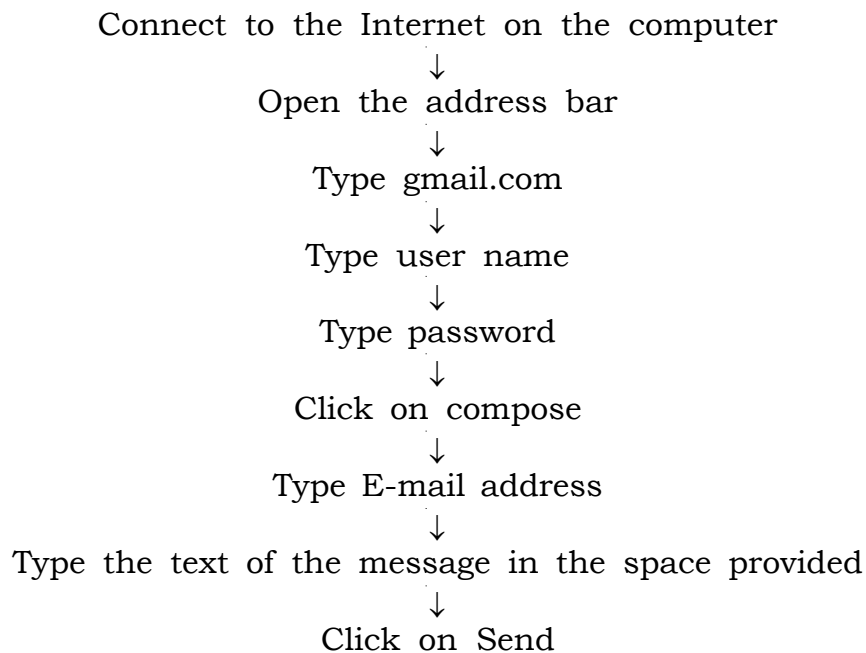 Connect to the Internet on the computer
↓
Open the address bar
↓
Type gmail.com
↓
Type user name
↓
Type password
↓
Click on compose
↓
Type E-mail address
↓
Type the text of the message in the space provided
↓
Click on Send